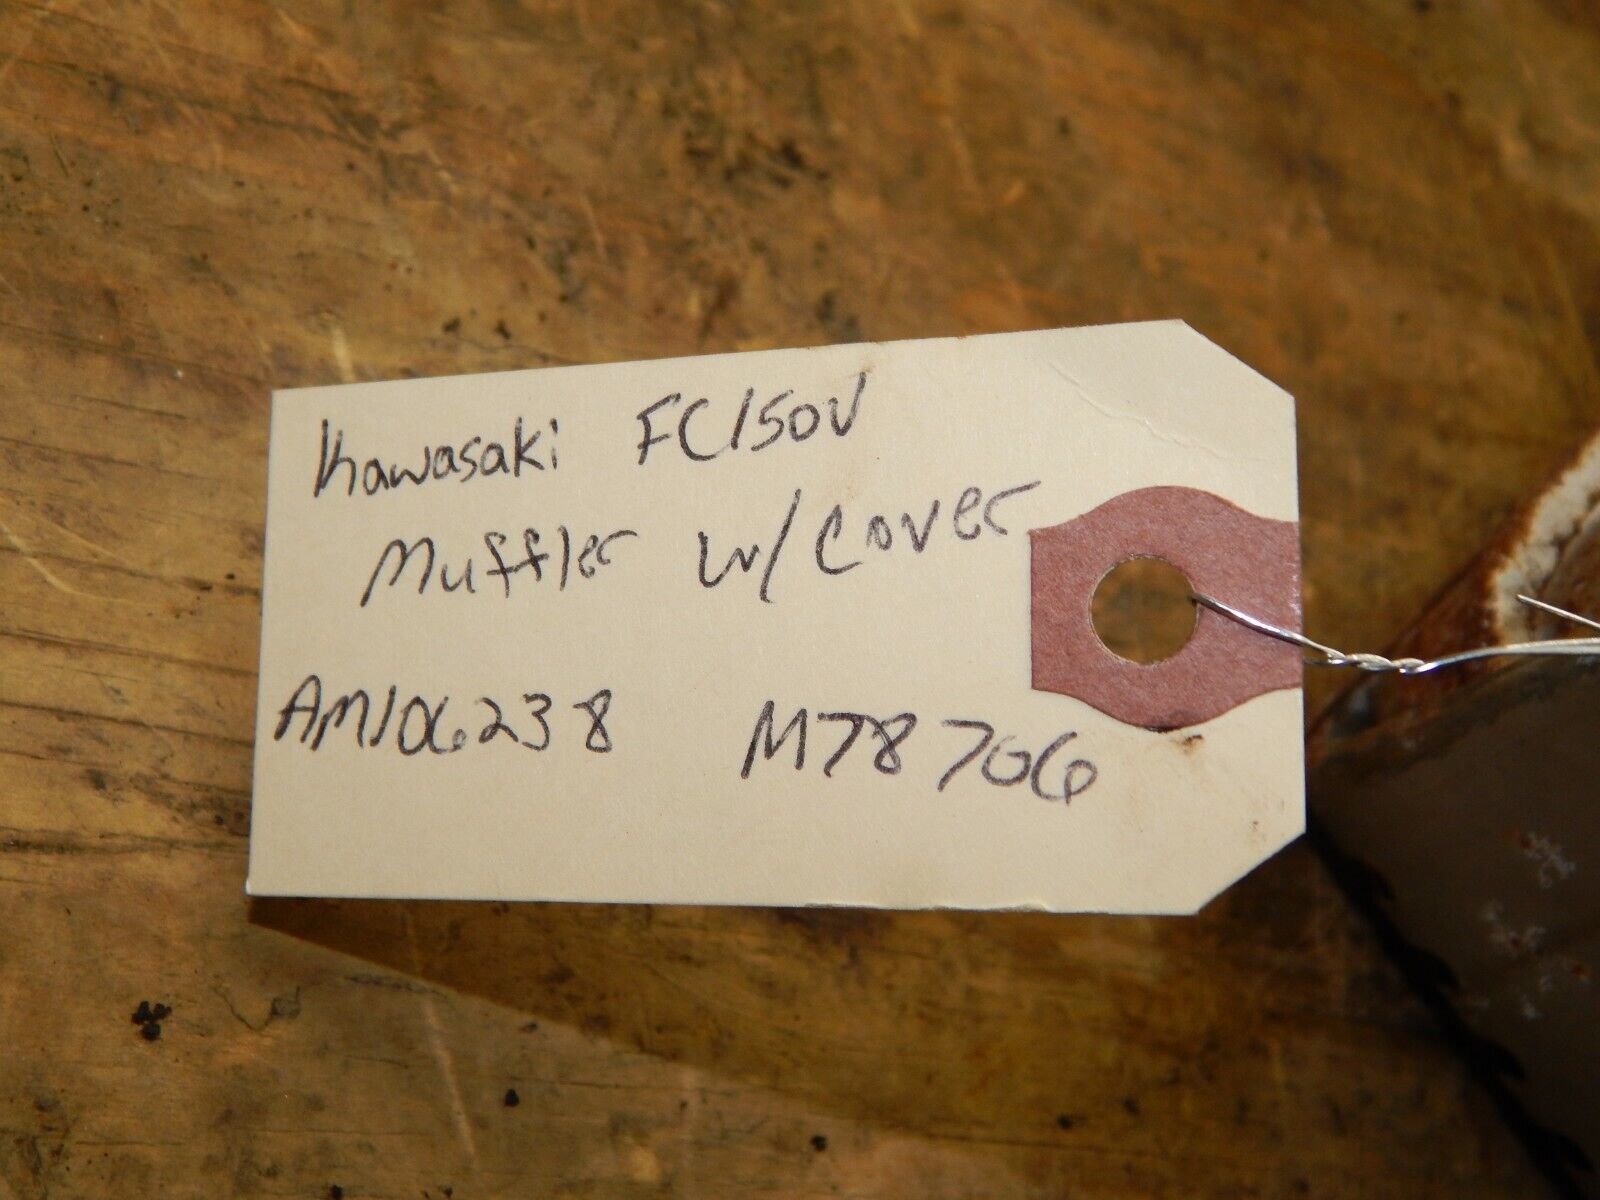 Kawasaki FC150V
Muffler w/ Cover
AM106238 M78706